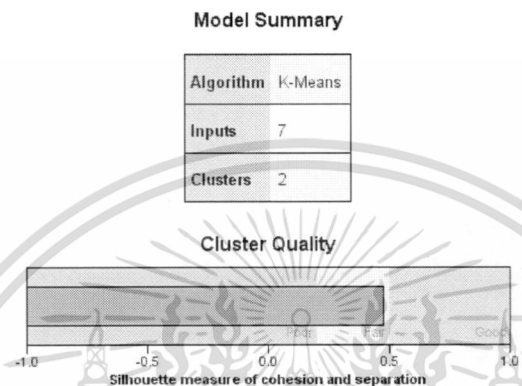 Model Summary
Algorithm K-Means
Inputs 7
Clusters 2
Cluster Quality
Poor Fair Good
-1.0 -0.5 0.0 0.5 1.0
Silhouette measure of cohesion and separation